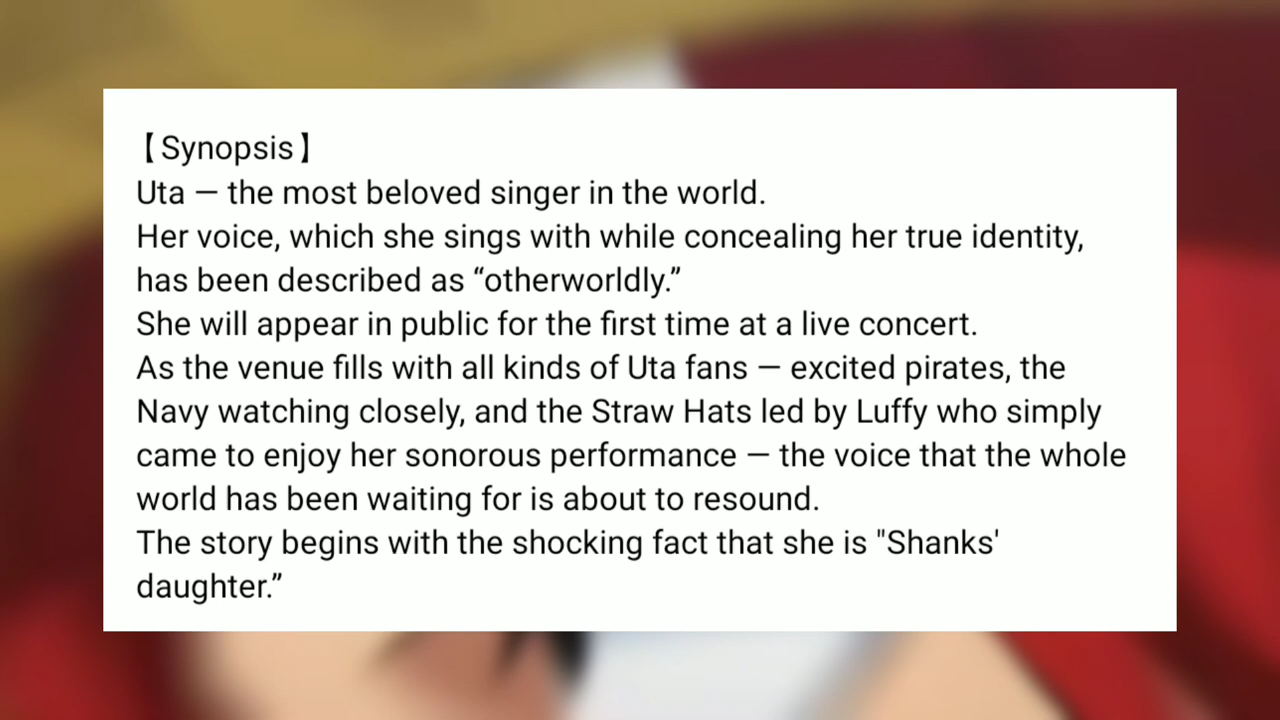 【Synopsis】
Uta — the most beloved singer in the world.
Her voice, which she sings with while concealing her true identity,
has been described as “otherworldly.”
She will appear in public for the first time at a live concert.
As the venue fills with all kinds of Uta fans — excited pirates, the
Navy watching closely, and the Straw Hats led by Luffy who simply
came to enjoy her sonorous performance — the voice that the whole
world has been waiting for is about to resound.
The story begins with the shocking fact that she is "Shanks'
daughter.”